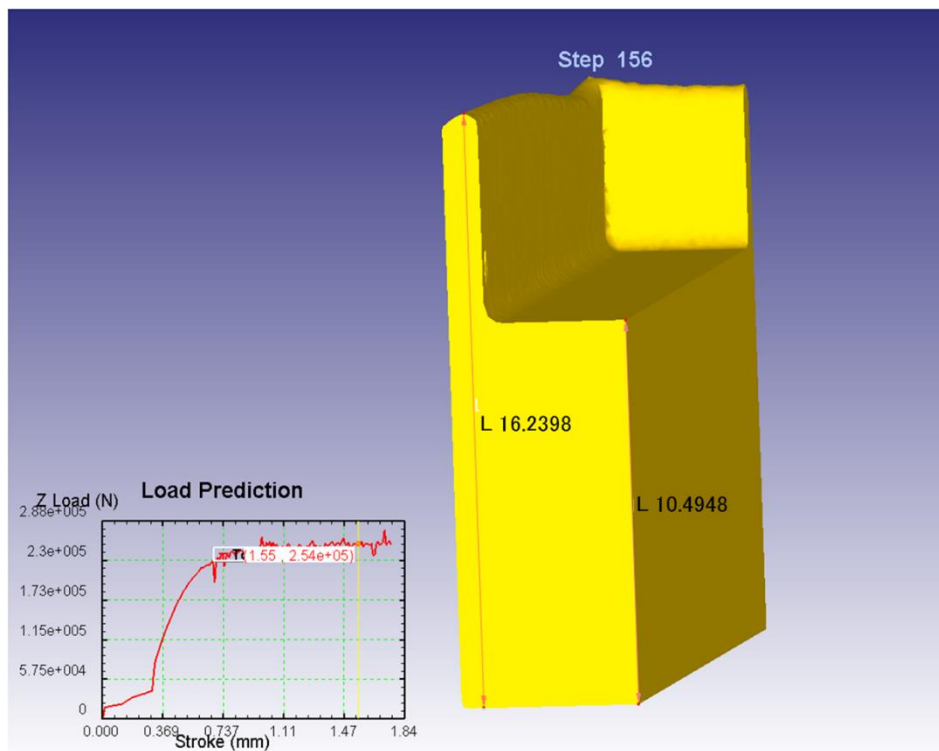 Step 156
L 16.2398
L 10.4948
Load Prediction
Z Load (N)
2.88e+005
2.3e+005
1.73e+005
1.15e+005
5.75e+004
0
(1.55 , 2.54e+05)
0.000 0.369 0.737 1.11 1.47 1.84
Stroke (mm)